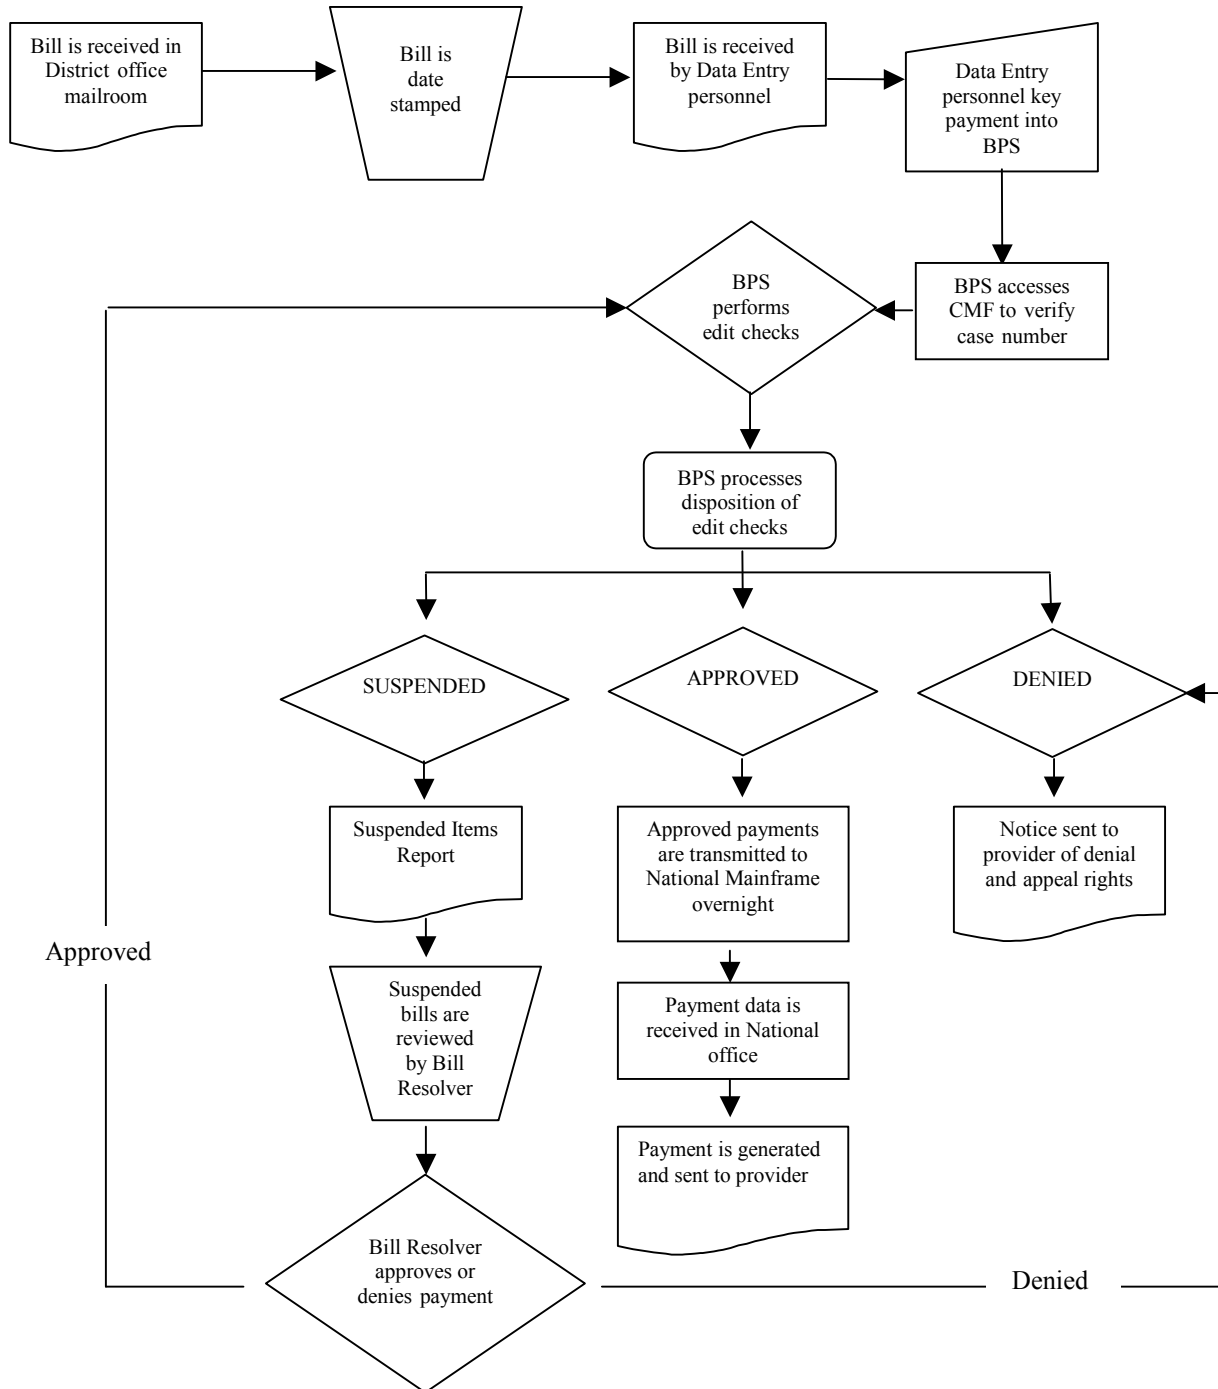 Bill is received in
District office
mailroom
Bill is
date
stamped
Bill is received
by Data Entry
personnel
Data Entry
personnel key
payment into
BPS
BPS
performs
edit checks
BPS accesses
CMF to verify
case number
BPS processes
disposition of
edit checks
SUSPENDED
APPROVED
DENIED
Suspended Items
Report
Approved payments
are transmitted to
National Mainframe
overnight
Notice sent to
provider of denial
and appeal rights
Approved
Suspended
bills are
reviewed
by Bill
Resolver
Payment data is
received in National
office
Payment is generated
and sent to provider
Bill Resolver
approves or
denies payment
Denied